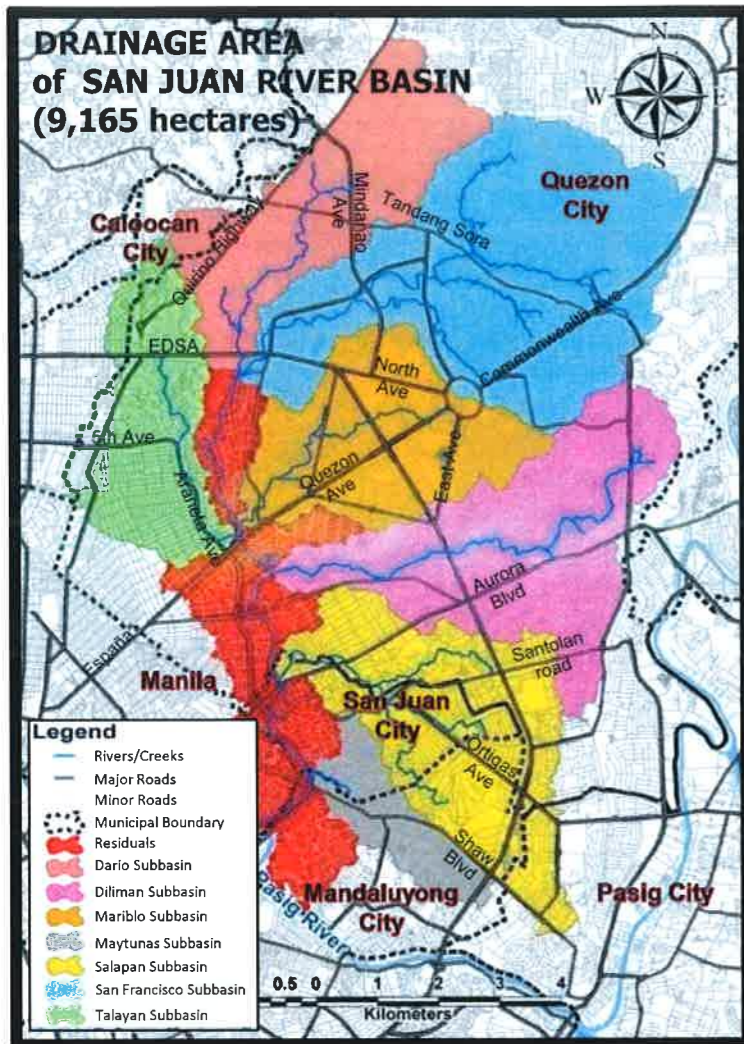 DRAINAGE AREA
of SAN JUAN RIVER BASIN
(9,165 hectares)
N
W
E
S
Quezon
City
Mindanao
Ave
Tandang Sora
Caloocan
City
Quirino Highway
Commonwealth Ave
EDSA
North
Ave
5th Ave
Quezon
Ave
East Ave
Araneta Ave
Aurora
Blvd
España
Santolan
road
Manila
San Juan
City
Ortigas
Ave
Shaw
Blvd
Mandaluyong
City
Pasig City
Pasig River
Legend
Rivers/Creeks
Major Roads
Minor Roads
Municipal Boundary
Residuals
Dario Subbasin
Diliman Subbasin
Mariblo Subbasin
Maytunas Subbasin
Salapan Subbasin
San Francisco Subbasin
Talayan Subbasin
0.5 0 1 2 3 4
Kilometers